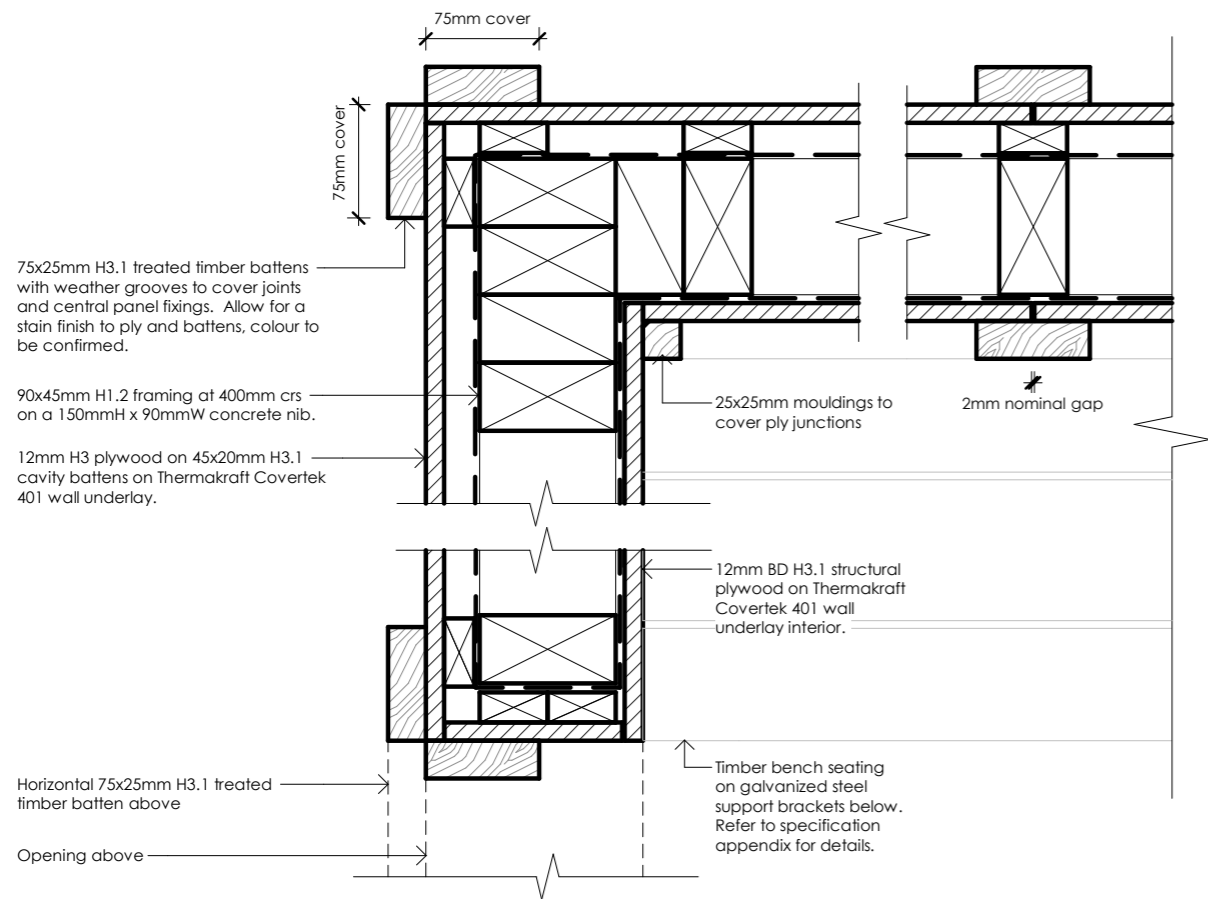 75mm cover
75mm cover
75x25mm H3.1 treated timber battens
with weather grooves to cover joints
and central panel fixings. Allow for a
stain finish to ply and battens, colour to
be confirmed.
90x45mm H1.2 framing at 400mm crs
on a 150mmH x 90mmW concrete nib.
12mm H3 plywood on 45x20mm H3.1
cavity battens on Thermakraft Covertek
401 wall underlay.
25x25mm mouldings to
cover ply junctions
2mm nominal gap
12mm BD H3.1 structural
plywood on Thermakraft
Covertek 401 wall
underlay interior.
Horizontal 75x25mm H3.1 treated
timber batten above
Opening above
Timber bench seating
on galvanized steel
support brackets below.
Refer to specification
appendix for details.